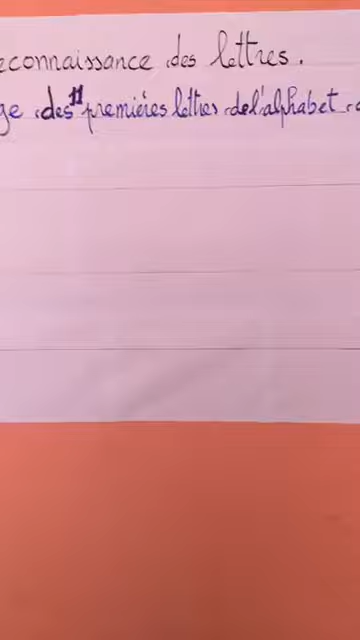 econnaissance des lettres.
ge des 11 premières lettres de l'alphabet